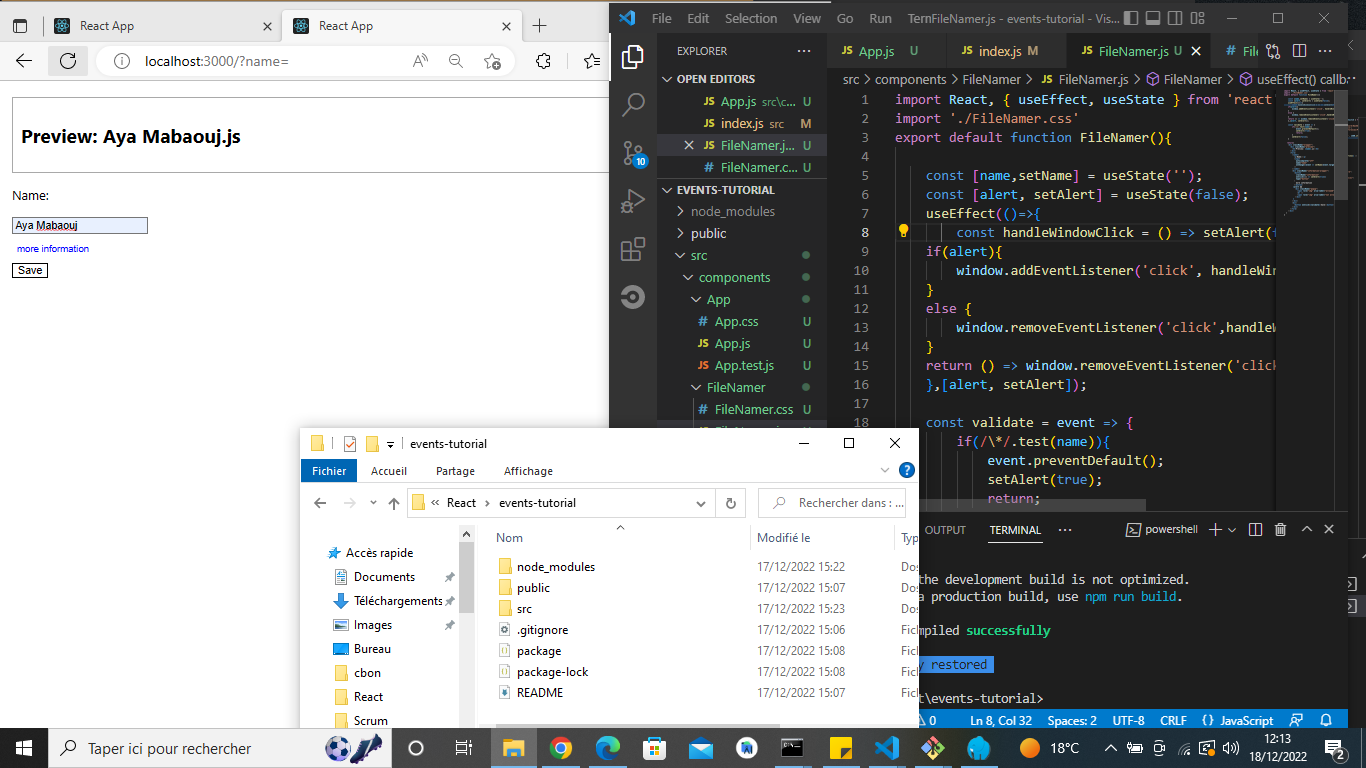 React App
React App
localhost:3000/?name=
Preview: Aya Mabaouj.js
Name:
Aya Mabaouj
more information
Save
File Edit Selection View Go Run TernFileNamer.js - events-tutorial - Vis...
EXPLORER
App.js U
index.js M
FileNamer.js U
src > components > FileNamer > JS FileNamer.js > FileNamer > useEffect() callb
OPEN EDITORS
JS App.js src\c... U
JS index.js src M
JS FileNamer.j... U
# FileNamer.c... U
EVENTS-TUTORIAL
node_modules
public
src
components
App
# App.css U
JS App.js U
JS App.test.js U
FileNamer
# FileNamer.css U
10
1 import React, { useEffect, useState } from 'react
2 import './FileNamer.css'
3 export default function FileNamer(){
4
5 const [name,setName] = useState('');
6 const [alert, setAlert] = useState(false);
7 useEffect(()=>{
8 const handleWindowClick = () => setAlert(
9 if(alert){
10 window.addEventListener('click', handleWin
11 }
12 else {
13 window.removeEventListener('click',handleW
14 }
15 return () => window.removeEventListener('click
16 },[alert, setAlert]);
17
18 const validate = event => {
if(/\*/.test(name)){
event.preventDefault();
setAlert(true);
return;
OUTPUT TERMINAL ... powershell
the development build is not optimized.
a production build, use npm run build.
mpiled successfully
y restored
t\events-tutorial>
0 Ln 8, Col 32 Spaces: 2 UTF-8 CRLF {} JavaScript
events-tutorial
Fichier Accueil Partage Affichage
« React > events-tutorial
Rechercher dans : ...
Nom Modifié le Typ
Accès rapide
Documents
Téléchargements
Images
Bureau
cbon
React
Scrum
node_modules 17/12/2022 15:22 Dos
public 17/12/2022 15:07 Dos
src 17/12/2022 15:23 Dos
.gitignore 17/12/2022 15:06 Fich
package 17/12/2022 15:08 Fich
package-lock 17/12/2022 15:08 Fich
README 17/12/2022 15:07 Fich
Taper ici pour rechercher
18°C
12:13
18/12/2022
2